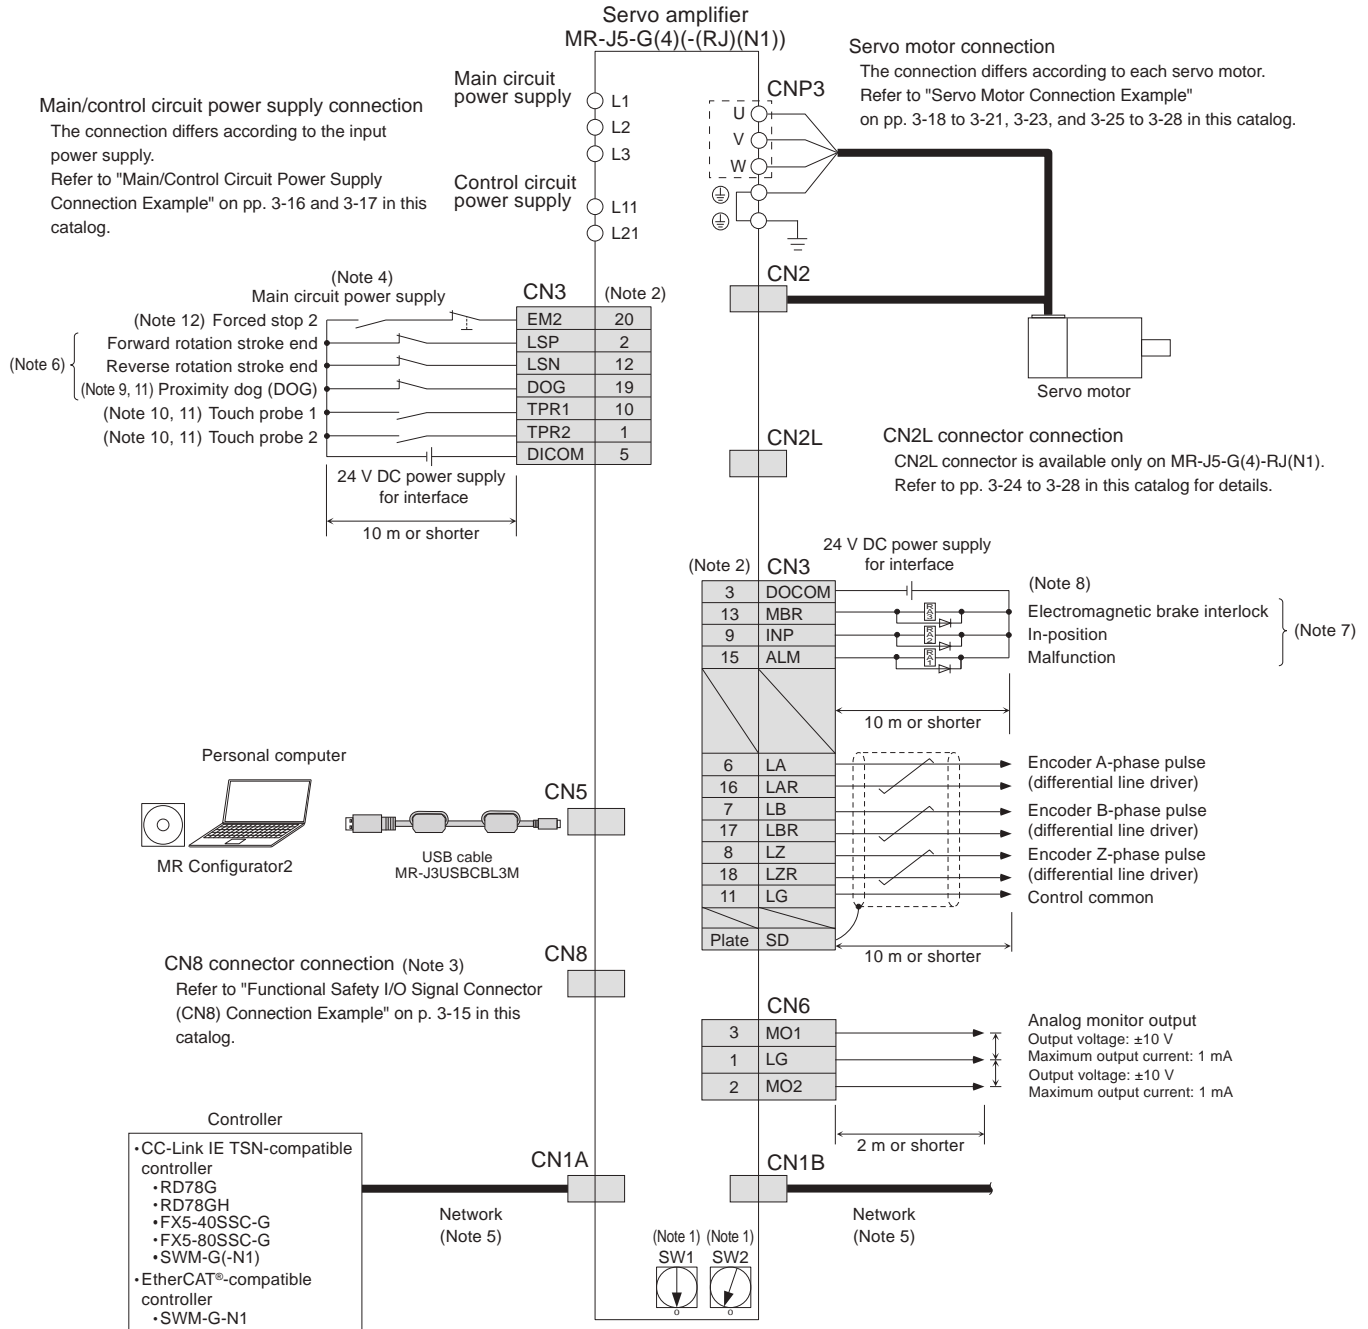 Servo amplifier
MR-J5-G(4)(-(RJ)(N1))
Main circuit
power supply
L1
L2
L3
Control circuit
power supply
L11
L21
CNP3
U
V
W
Servo motor connection
The connection differs according to each servo motor.
Refer to "Servo Motor Connection Example"
on pp. 3-18 to 3-21, 3-23, and 3-25 to 3-28 in this catalog.
Main/control circuit power supply connection
The connection differs according to the input
power supply.
Refer to "Main/Control Circuit Power Supply
Connection Example" on pp. 3-16 and 3-17 in this
catalog.
CN2
Servo motor
(Note 4)
Main circuit power supply
CN3 (Note 2)
(Note 12) Forced stop 2 EM2 20
Forward rotation stroke end LSP 2
(Note 6) Reverse rotation stroke end LSN 12
(Note 9, 11) Proximity dog (DOG) DOG 19
(Note 10, 11) Touch probe 1 TPR1 10
(Note 10, 11) Touch probe 2 TPR2 1
DICOM 5
24 V DC power supply
for interface
10 m or shorter
CN2L
CN2L connector connection
CN2L connector is available only on MR-J5-G(4)-RJ(N1).
Refer to pp. 3-24 to 3-28 in this catalog for details.
24 V DC power supply
for interface
(Note 2) CN3
3 DOCOM (Note 8)
13 MBR RA3 Electromagnetic brake interlock
9 INP RA2 In-position (Note 7)
15 ALM RA1 Malfunction
10 m or shorter
6 LA Encoder A-phase pulse
16 LAR (differential line driver)
7 LB Encoder B-phase pulse
17 LBR (differential line driver)
8 LZ Encoder Z-phase pulse
18 LZR (differential line driver)
11 LG Control common
Plate SD
10 m or shorter
Personal computer
MR Configurator2
USB cable
MR-J3USBCBL3M
CN5
CN8
CN8 connector connection (Note 3)
Refer to "Functional Safety I/O Signal Connector
(CN8) Connection Example" on p. 3-15 in this
catalog.
CN6
3 MO1
1 LG
2 MO2
Analog monitor output
Output voltage: ±10 V
Maximum output current: 1 mA
Output voltage: ±10 V
Maximum output current: 1 mA
2 m or shorter
Controller
•CC-Link IE TSN-compatible
controller
•RD78G
•RD78GH
•FX5-40SSC-G
•FX5-80SSC-G
•SWM-G(-N1)
•EtherCAT®-compatible
controller
•SWM-G-N1
CN1A
Network
(Note 5)
CN1B
Network
(Note 5)
(Note 1) (Note 1)
SW1 SW2
0 0